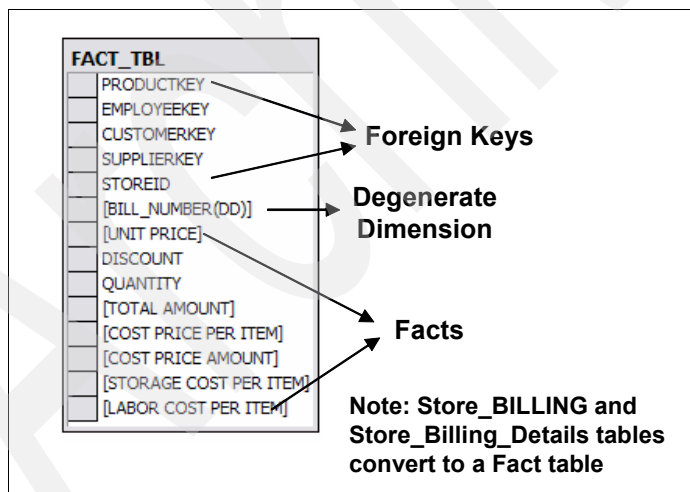 FACT_TBL
PRODUCTKEY
EMPLOYEEKEY
CUSTOMERKEY
SUPPLIERKEY
STOREID
[BILL_NUMBER(DD)]
[UNIT PRICE]
DISCOUNT
QUANTITY
[TOTAL AMOUNT]
[COST PRICE PER ITEM]
[COST PRICE AMOUNT]
[STORAGE COST PER ITEM]
[LABOR COST PER ITEM]
Foreign Keys
Degenerate
Dimension
Facts
Note: Store_BILLING and
Store_Billing_Details tables
convert to a Fact table